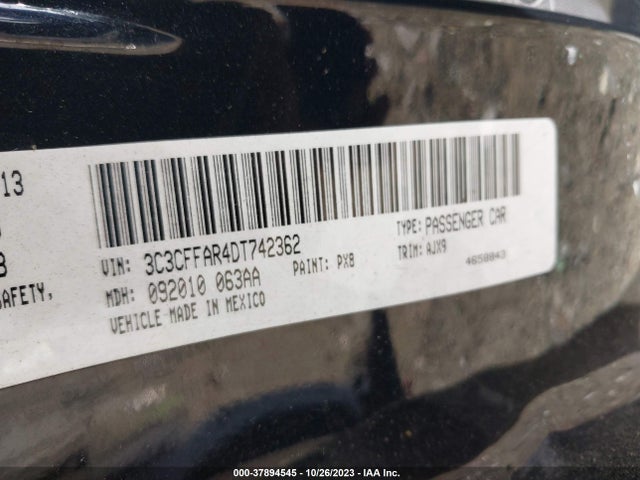 13
B
SAFETY,
VIN: 3C3CFFAR4DT742362
MDH: 092010 063AA
PAINT: PX8
VEHICLE MADE IN MEXICO
TYPE: PASSENGER CAR
TRIM: AJX9
4650843
000-37894545 • 10/26/2023 • IAA Inc.